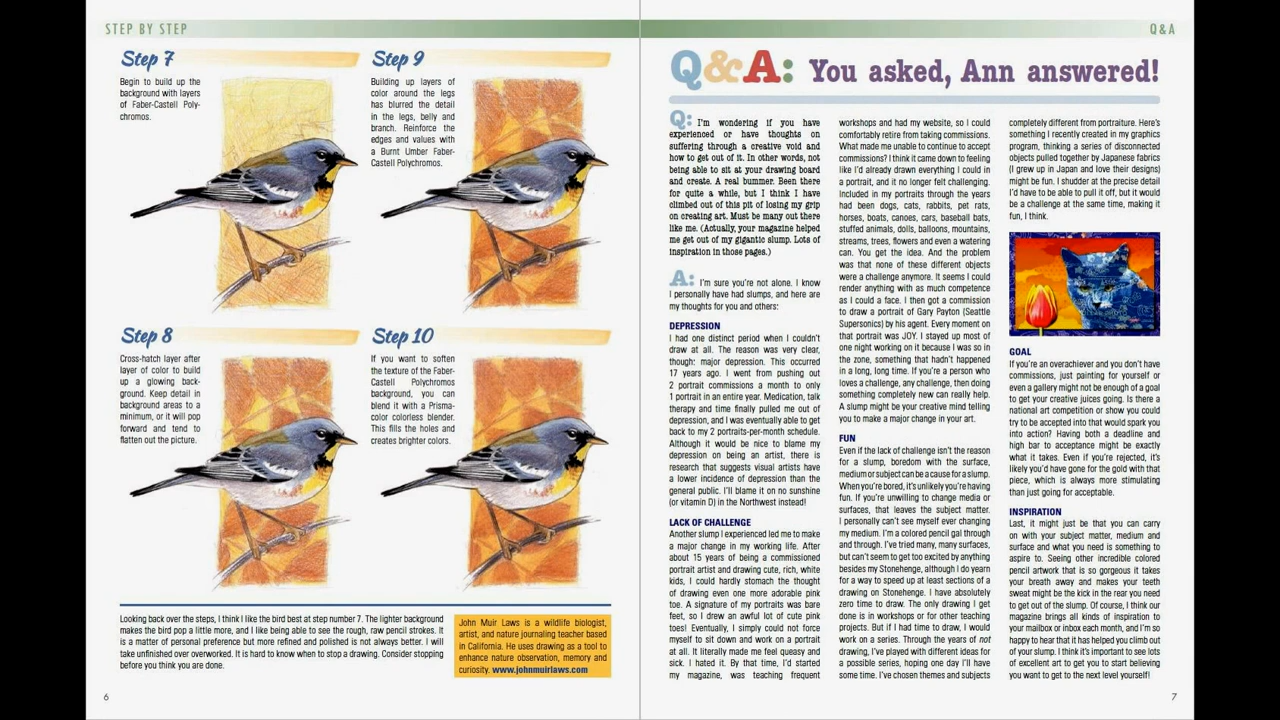 STEP BY STEP
Step 7
Begin to build up the
background with layers
of Faber-Castell Poly-
chromos.
Step 9
Building up layers of
color around the legs
has blurred the detail
in the legs, belly and
branch. Reinforce the
edges and values with
a Burnt Umber Faber-
Castell Polychromos.
Step 8
Cross-hatch layer after
layer of color to build
up a glowing back-
ground. Keep detail in
background areas to a
minimum, or it will pop
forward and tend to
flatten out the picture.
Step 10
If you want to soften
the texture of the Faber-
Castell Polychromos
background, you can
blend it with a Prisma-
color colorless blender.
This fills the holes and
creates brighter colors.
Looking back over the steps, I think I like the bird best at step number 7. The lighter background
makes the bird pop a little more, and I like being able to see the rough, raw pencil strokes. It
is a matter of personal preference but more refined and polished is not always better. I will
take unfinished over overworked. It is hard to know when to stop a drawing. Consider stopping
before you think you are done.
John Muir Laws is a wildlife biologist,
artist, and nature journaling teacher based
in California. He uses drawing as a tool to
enhance nature observation, memory and
curiosity. www.johnmuirlaws.com
6
Q&A
Q&A: You asked, Ann answered!
Q: I'm wondering if you have
experienced or have thoughts on
suffering through a creative void and
how to get out of it. In other words, not
being able to sit at your drawing board
and create. A real bummer. Been there
for quite a while, but I think I have
climbed out of this pit of losing my grip
on creating art. Must be many out there
like me. (Actually, your magazine helped
me get out of my gigantic slump. Lots of
inspiration in those pages.)
A: I'm sure you're not alone. I know
I personally have had slumps, and here are
my thoughts for you and others:
DEPRESSION
I had one distinct period when I couldn't
draw at all. The reason was very clear,
though: major depression. This occurred
17 years ago. I went from pushing out
2 portrait commissions a month to only
1 portrait in an entire year. Medication, talk
therapy and time finally pulled me out of
depression, and I was eventually able to get
back to my 2 portraits-per-month schedule.
Although it would be nice to blame my
depression on being an artist, there is
research that suggests visual artists have
a lower incidence of depression than the
general public. I'll blame it on no sunshine
(or vitamin D) in the Northwest instead!
LACK OF CHALLENGE
Another slump I experienced led me to make
a major change in my working life. After
about 15 years of being a commissioned
portrait artist and drawing cute, rich, white
kids, I could hardly stomach the thought
of drawing even one more adorable pink
toe. A signature of my portraits was bare
feet, so I drew an awful lot of cute pink
toes! Eventually, I simply could not force
myself to sit down and work on a portrait
at all. It literally made me feel queasy and
sick. I hated it. By that time, I'd started
my magazine, was teaching frequent
workshops and had my website, so I could
comfortably retire from taking commissions.
What made me unable to continue to accept
commissions? I think it came down to feeling
like I'd already drawn everything I could in
a portrait, and it no longer felt challenging.
Included in my portraits through the years
had been dogs, cats, rabbits, pet rats,
horses, boats, canoes, cars, baseball bats,
stuffed animals, dolls, balloons, mountains,
streams, trees, flowers and even a watering
can. You get the idea. And the problem
was that none of these different objects
were a challenge anymore. It seems I could
render anything with as much competence
as I could a face. I then got a commission
to draw a portrait of Gary Payton (Seattle
Supersonics) by his agent. Every moment on
that portrait was JOY. I stayed up most of
one night working on it because I was so in
the zone, something that hadn't happened
in a long, long time. If you're a person who
loves a challenge, any challenge, then doing
something completely new can really help.
A slump might be your creative mind telling
you to make a major change in your art.
FUN
Even if the lack of challenge isn't the reason
for a slump, boredom with the surface,
medium or subject can be a cause for a slump.
When you're bored, it's unlikely you're having
fun. If you're unwilling to change media or
surfaces, that leaves the subject matter.
I personally can't see myself ever changing
my medium. I'm a colored pencil gal through
and through. I've tried many, many surfaces,
but can't seem to get too excited by anything
besides my Stonehenge, although I do yearn
for a way to speed up at least sections of a
drawing on Stonehenge. I have absolutely
zero time to draw. The only drawing I get
done is in workshops or for other teaching
projects. But if I had time to draw, I would
work on a series. Through the years of not
drawing, I've played with different ideas for
a possible series, hoping one day I'll have
some time. I've chosen themes and subjects
completely different from portraiture. Here's
something I recently created in my graphics
program, thinking a series of disconnected
objects pulled together by Japanese fabrics
(I grew up in Japan and love their designs)
might be fun. I shudder at the precise detail
I'd have to be able to pull it off, but it would
be a challenge at the same time, making it
fun, I think.
GOAL
If you're an overachiever and you don't have
commissions, just painting for yourself or
even a gallery might not be enough of a goal
to get your creative juices going. Is there a
national art competition or show you could
try to be accepted into that would spark you
into action? Having both a deadline and
high bar to acceptance might be exactly
what it takes. Even if you're rejected, it's
likely you'd have gone for the gold with that
piece, which is always more stimulating
than just going for acceptable.
INSPIRATION
Last, it might just be that you can carry
on with your subject matter, medium and
surface and what you need is something to
aspire to. Seeing other incredible colored
pencil artwork that is so gorgeous it takes
your breath away and makes your teeth
sweat might be the kick in the rear you need
to get out of the slump. Of course, I think our
magazine brings all kinds of inspiration to
your mailbox or inbox each month, and I'm so
happy to hear that it has helped you climb out
of your slump. I think it's important to see lots
of excellent art to get you to start believing
you want to get to the next level yourself!
7